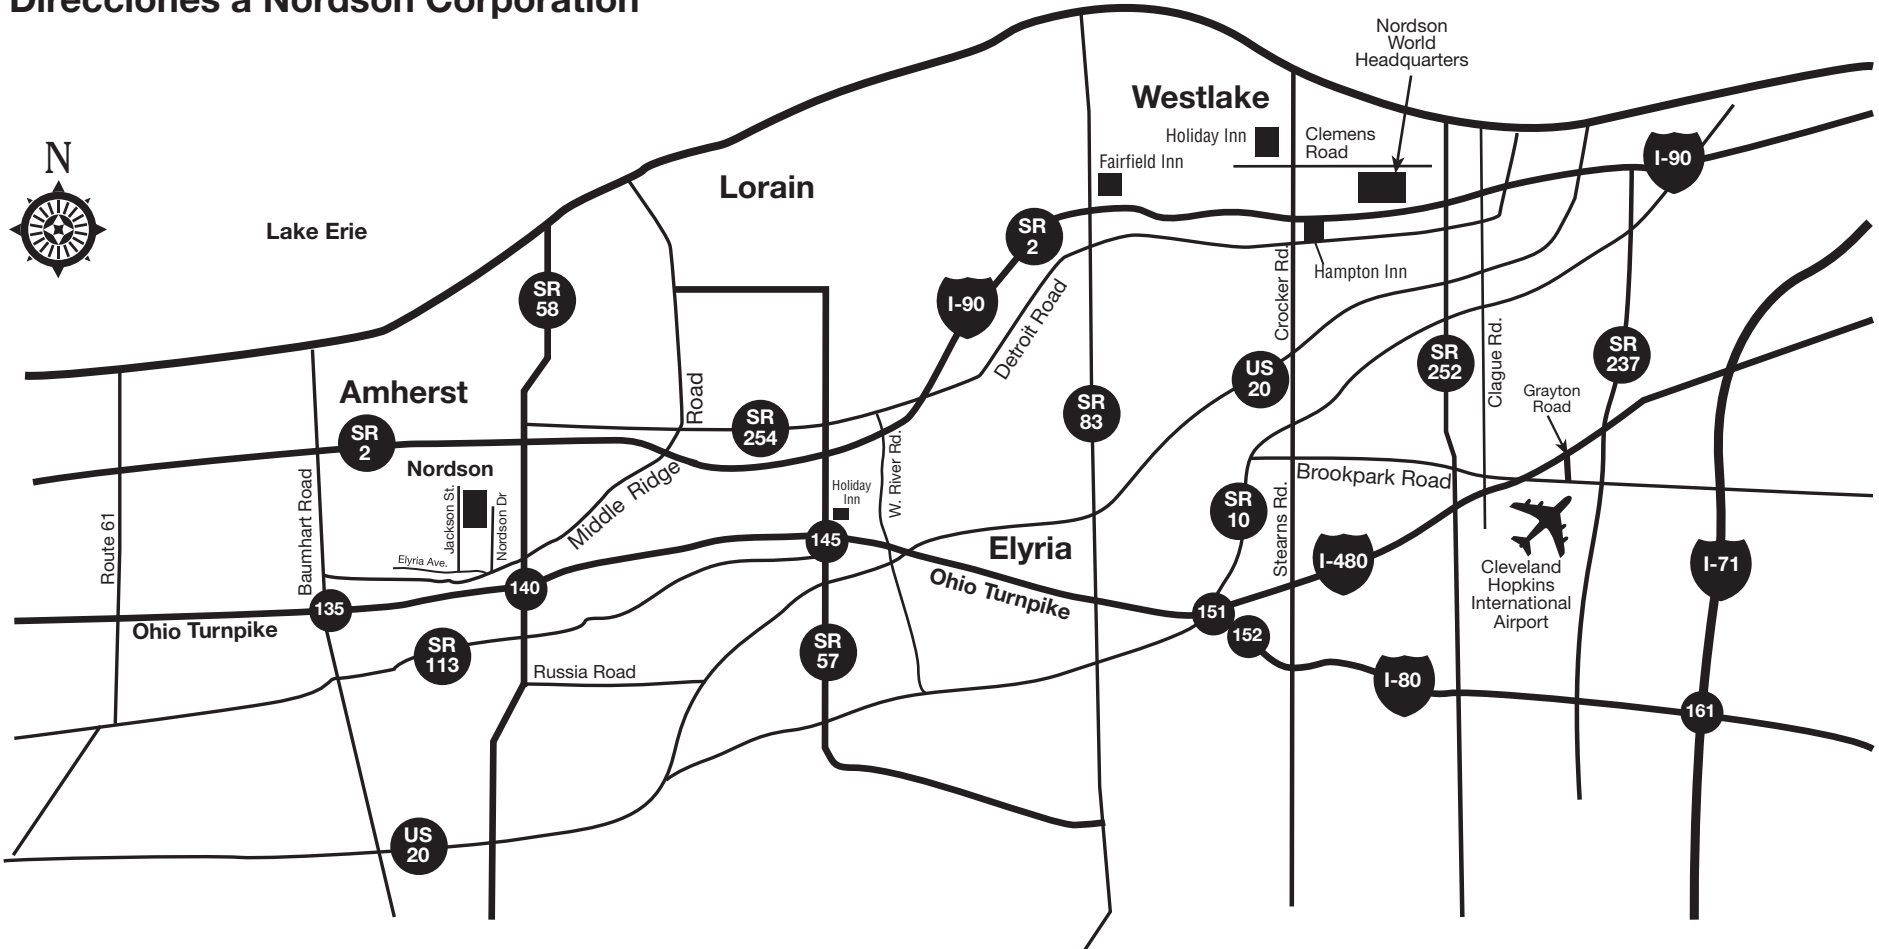 Direcciones a Nordson Corporation
Nordson
World
Headquarters
Westlake
Holiday Inn
Clemens
Road
Fairfield Inn
I-90
N
Lorain
Lake Erie
SR
2
Hampton Inn
SR
58
I-90
Detroit Road
Crocker Rd.
Clague Rd.
SR
237
SR
252
US
20
Grayton
Road
Amherst
Road
SR
83
SR
254
SR
2
Nordson
Middle Ridge
Holiday
Inn
W. River Rd.
Brookpark Road
SR
10
Stearns Rd.
Route 61
Baumhart Road
Jackson St.
Nordson Dr
Elyria Ave.
145
Elyria
I-480
I-71
Cleveland
Hopkins
International
Airport
140
Ohio Turnpike
135
151
152
Ohio Turnpike
SR
113
SR
57
Russia Road
I-80
161
US
20